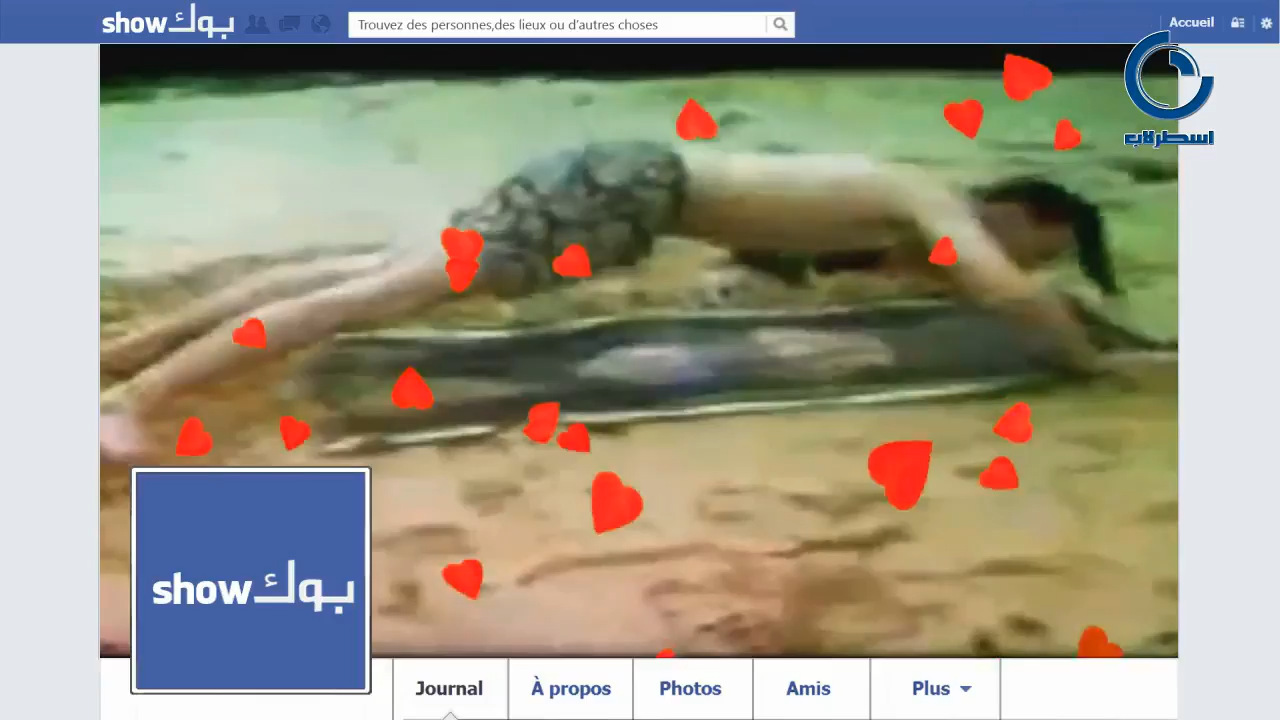 showبوك
Trouvez des personnes,des lieux ou d'autres choses
Accueil
اسطرلاب
showبوك
Journal
À propos
Photos
Amis
Plus